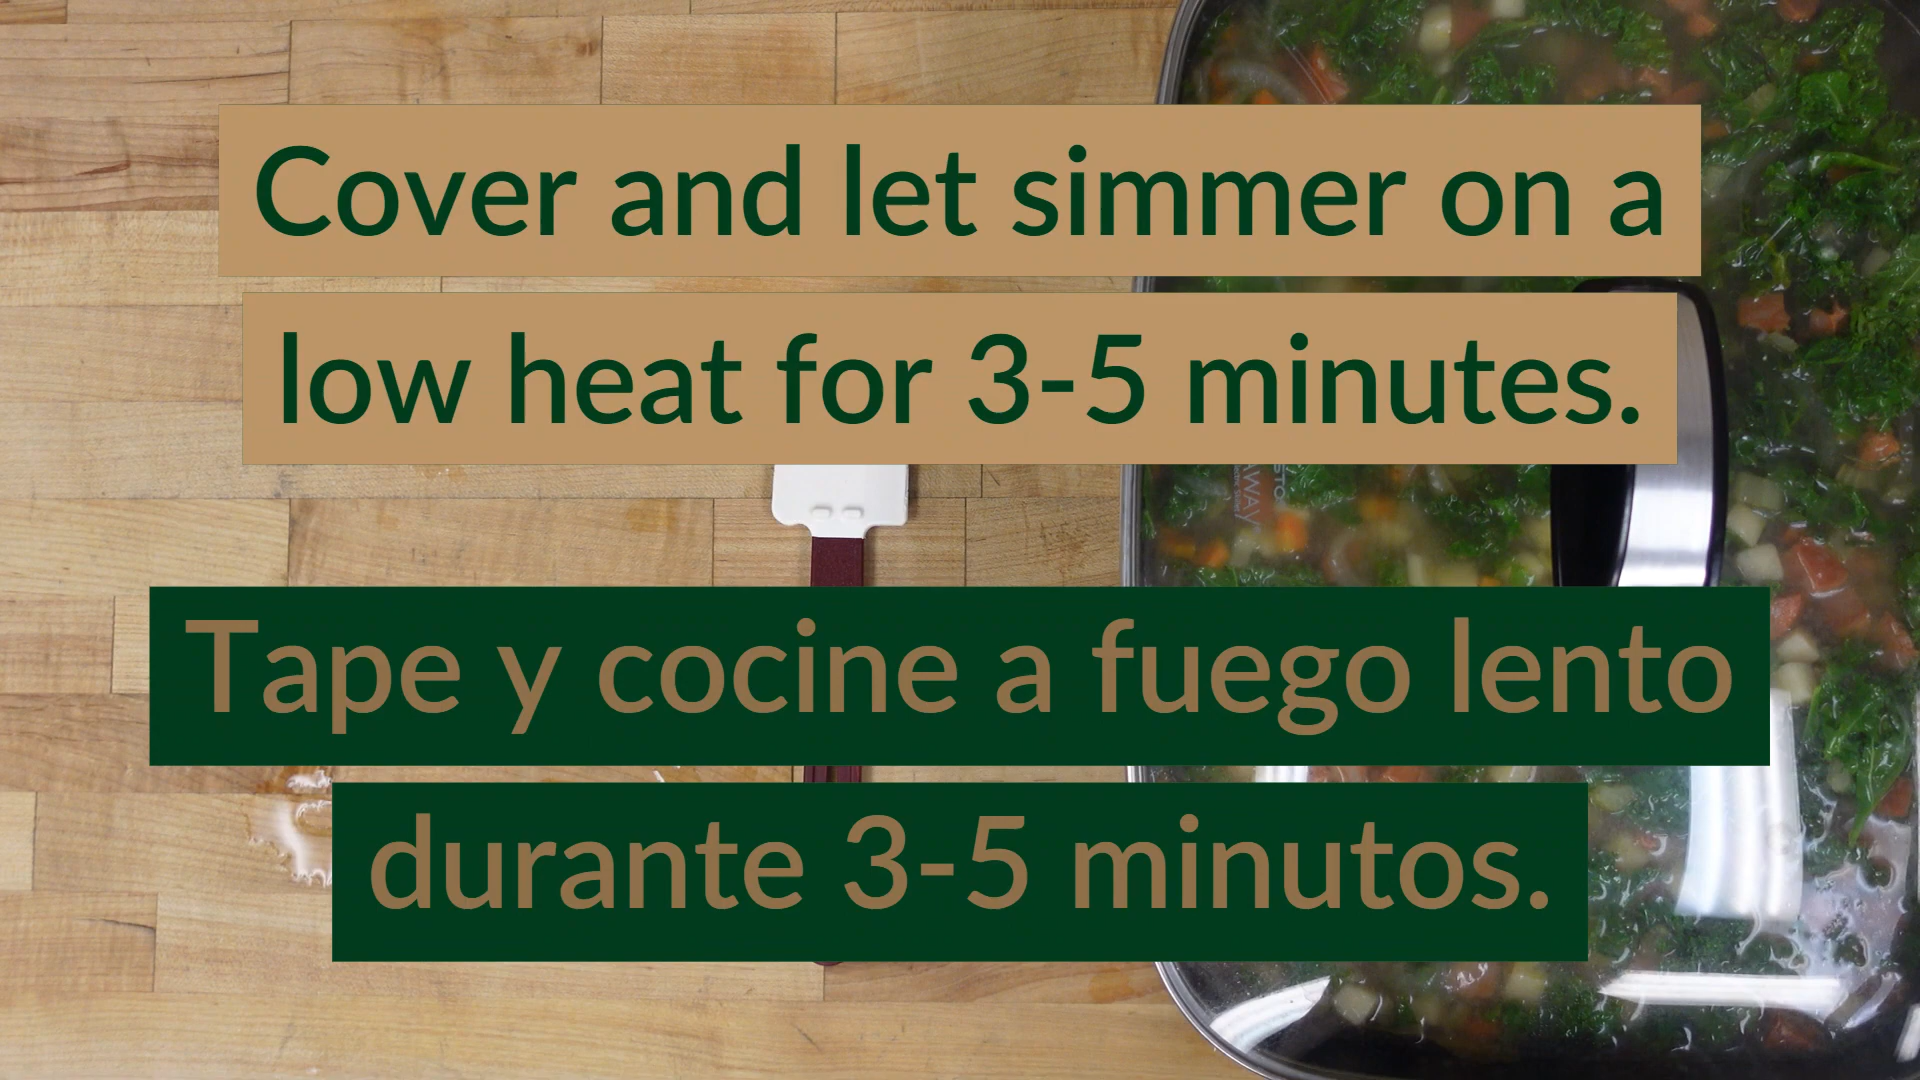 Cover and let simmer on a
low heat for 3-5 minutes.
Tape y cocine a fuego lento
durante 3-5 minutos.